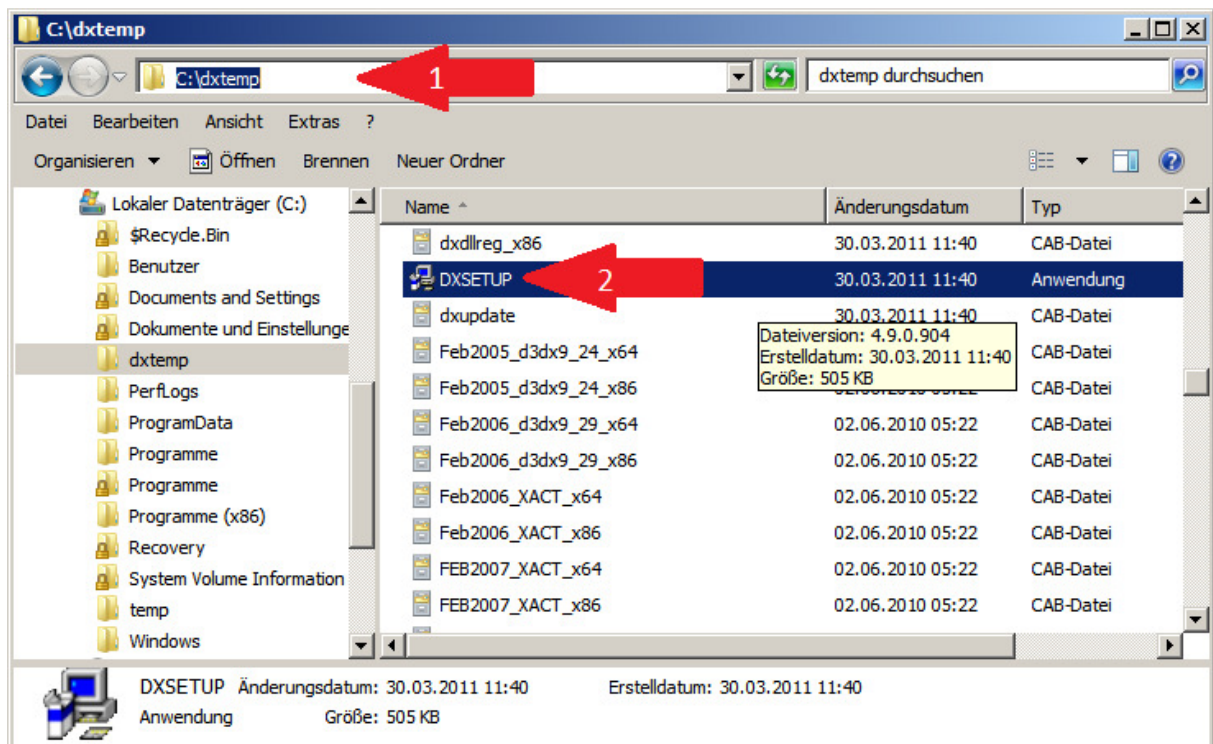 C:\dxtemp
C:\dxtemp
1
dxtemp durchsuchen
Datei Bearbeiten Ansicht Extras ?
Organisieren Öffnen Brennen Neuer Ordner
Lokaler Datenträger (C:)
$Recycle.Bin
Benutzer
Documents and Settings
Dokumente und Einstellunge
dxtemp
PerfLogs
ProgramData
Programme
Programme
Programme (x86)
Recovery
System Volume Information
temp
Windows
Name Änderungsdatum Typ
dxdllreg_x86 30.03.2011 11:40 CAB-Datei
DXSETUP 2 30.03.2011 11:40 Anwendung
dxupdate 30.03.2011 11:40 CAB-Datei
Feb2005_d3dx9_24_x64 CAB-Datei
Feb2005_d3dx9_24_x86 CAB-Datei
Feb2006_d3dx9_29_x64 02.06.2010 05:22 CAB-Datei
Feb2006_d3dx9_29_x86 02.06.2010 05:22 CAB-Datei
Feb2006_XACT_x64 02.06.2010 05:22 CAB-Datei
Feb2006_XACT_x86 02.06.2010 05:22 CAB-Datei
FEB2007_XACT_x64 02.06.2010 05:22 CAB-Datei
FEB2007_XACT_x86 02.06.2010 05:22 CAB-Datei
Dateiversion: 4.9.0.904
Erstelldatum: 30.03.2011 11:40
Größe: 505 KB
DXSETUP Änderungsdatum: 30.03.2011 11:40 Erstelldatum: 30.03.2011 11:40
Anwendung Größe: 505 KB